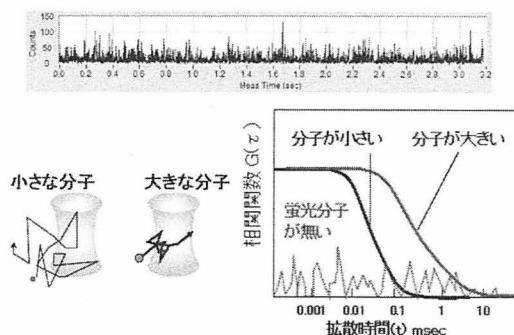 150
100
50
0
Counts
0.0 0.2 0.4 0.6 0.8 1.0 1.2 1.4 1.6 1.8 2.0 2.2 2.4 2.6 2.8 3.0 3.2
Meas Time (sec)
小さな分子
大きな分子
分子が小さい
分子が大きい
相関関数 G(τ)
蛍光分子
が無い
0.001 0.01 0.1 1 10
拡散時間(t) msec